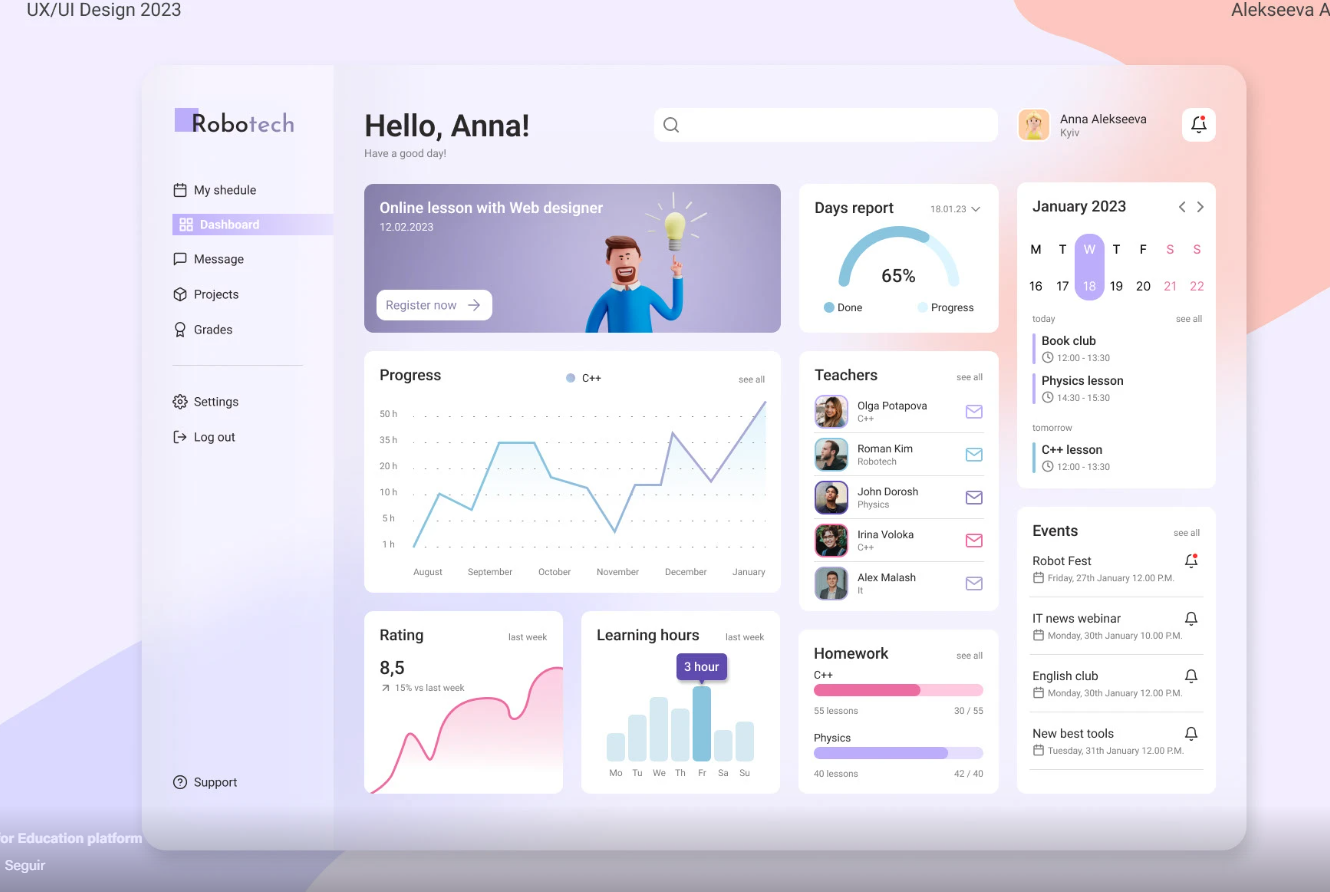 UX/UI Design 2023
Alekseeva A
Robotech
My shedule
Dashboard
Message
Projects
Grades
Settings
Log out
Support
Hello, Anna!
Have a good day!
Anna Alekseeva
Kyiv
Online lesson with Web designer
12.02.2023
Register now
Days report
18.01.23
65%
Done
Progress
January 2023
M T W T F S S
16 17 18 19 20 21 22
today
see all
Book club
12:00 - 13:30
Physics lesson
14:30 - 15:30
tomorrow
C++ lesson
12:00 - 13:30
Progress
C++
see all
50 h
35 h
20 h
10 h
5 h
1 h
August September October November December January
Teachers
see all
Olga Potapova
C++
Roman Kim
Robotech
John Dorosh
Physics
Irina Voloka
C++
Alex Malash
It
Events
see all
Robot Fest
Friday, 27th January 12.00 P.M.
IT news webinar
Monday, 30th January 10.00 P.M.
English club
Monday, 30th January 12.00 P.M.
New best tools
Tuesday, 31th January 12.00 P.M.
Rating
last week
8,5
15% vs last week
Learning hours
last week
3 hour
Mo Tu We Th Fr Sa Su
Homework
see all
C++
55 lessons
30 / 55
Physics
40 lessons
42 / 40
or Education platform
Seguir